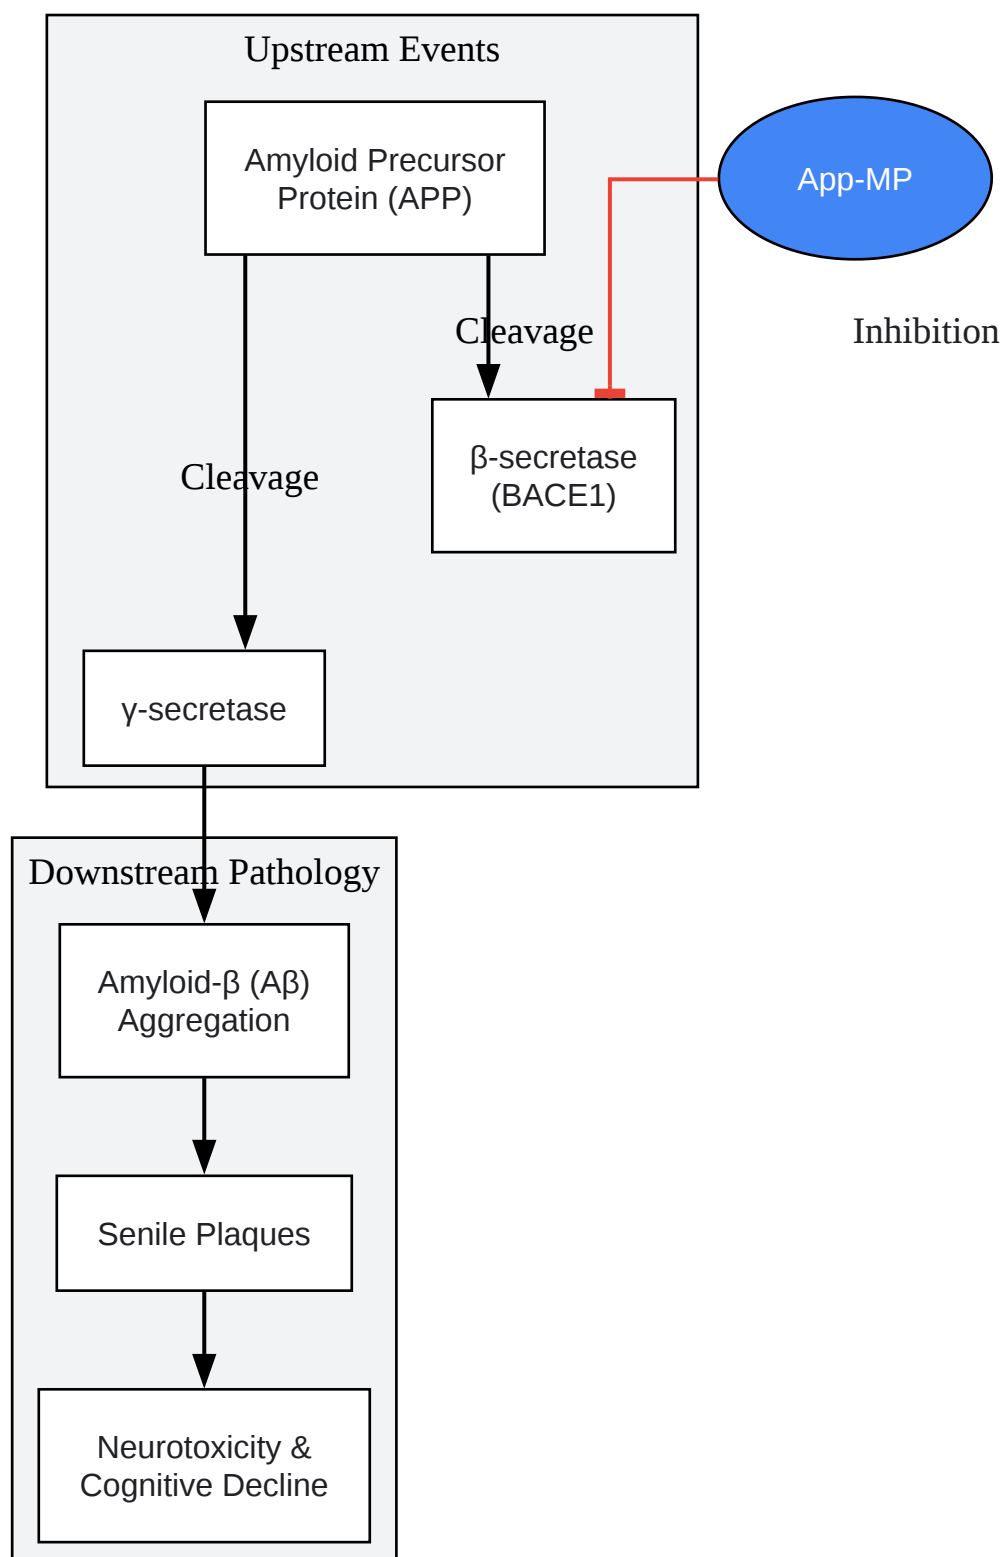 Upstream Events
Amyloid Precursor
Protein (APP)
App-MP
Cleavage
Inhibition
β-secretase
(BACE1)
Cleavage
γ-secretase
Downstream Pathology
Amyloid-β (Aβ)
Aggregation
Senile Plaques
Neurotoxicity &
Cognitive Decline